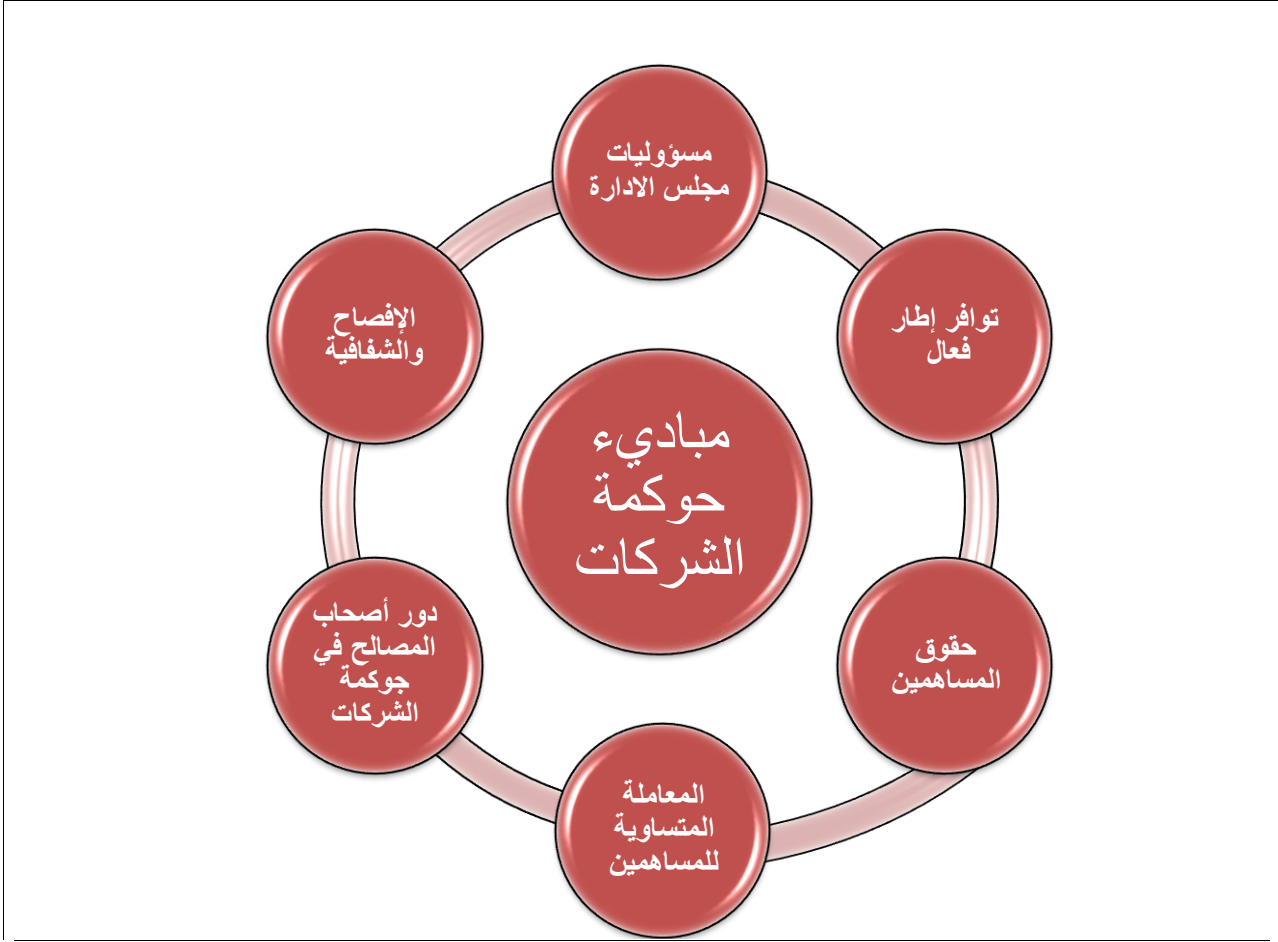 مسؤوليات
مجلس الادارة
توافر إطار
فعال
حقوق
المساهمين
المعاملة
المتساوية
للمساهمين
دور أصحاب
المصالح في
جوكمة
الشركات
الإفصاح
والشفافية
مباديء
حوكمة
الشركات